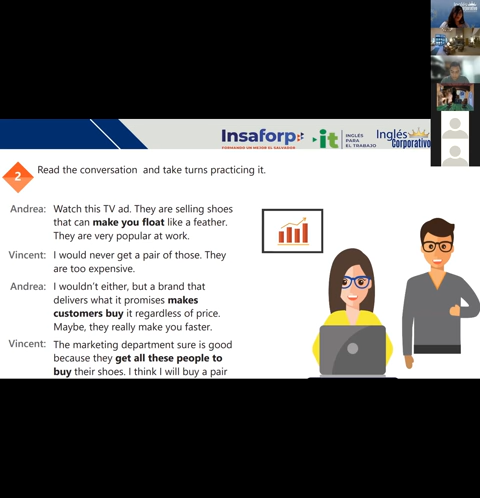 Insaforp
FORMANDO UN MEJOR EL SALVADOR
it
INGLÉS
PARA
EL TRABAJO
Inglés
Corporativo
2
Read the conversation and take turns practicing it.
Andrea: Watch this TV ad. They are selling shoes
that can make you float like a feather.
They are very popular at work.
Vincent: I would never get a pair of those. They
are too expensive.
Andrea: I wouldn't either, but a brand that
delivers what it promises makes
customers buy it regardless of price.
Maybe, they really make you faster.
Vincent: The marketing department sure is good
because they get all these people to
buy their shoes. I think I will buy a pair